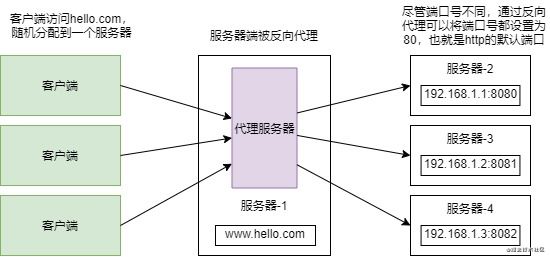 客户端访问hello.com，
随机分配到一个服务器
服务器端被反向代理
尽管端口号不同，通过反向
代理可以将端口号都设置为
80，也就是http的默认端口
客户端
客户端
客户端
代理服务器
服务器-1
www.hello.com
服务器-2
192.168.1.1:8080
服务器-3
192.168.1.2:8081
服务器-4
192.168.1.3:8082